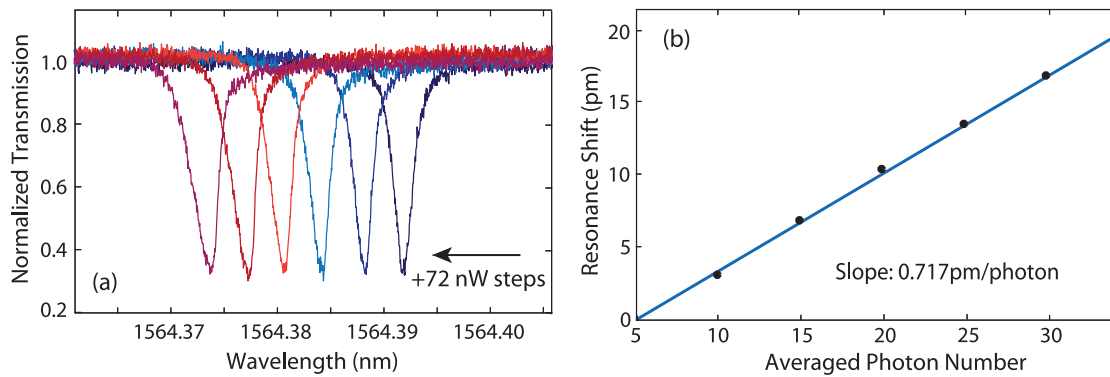 (a)
Normalized Transmission
1.0
0.8
0.6
0.4
0.2
+72 nW steps
1564.37
1564.38
1564.39
1564.40
Wavelength (nm)
(b)
Resonance Shift (pm)
20
15
10
5
0
Slope: 0.717pm/photon
5
10
15
20
25
30
Averaged Photon Number